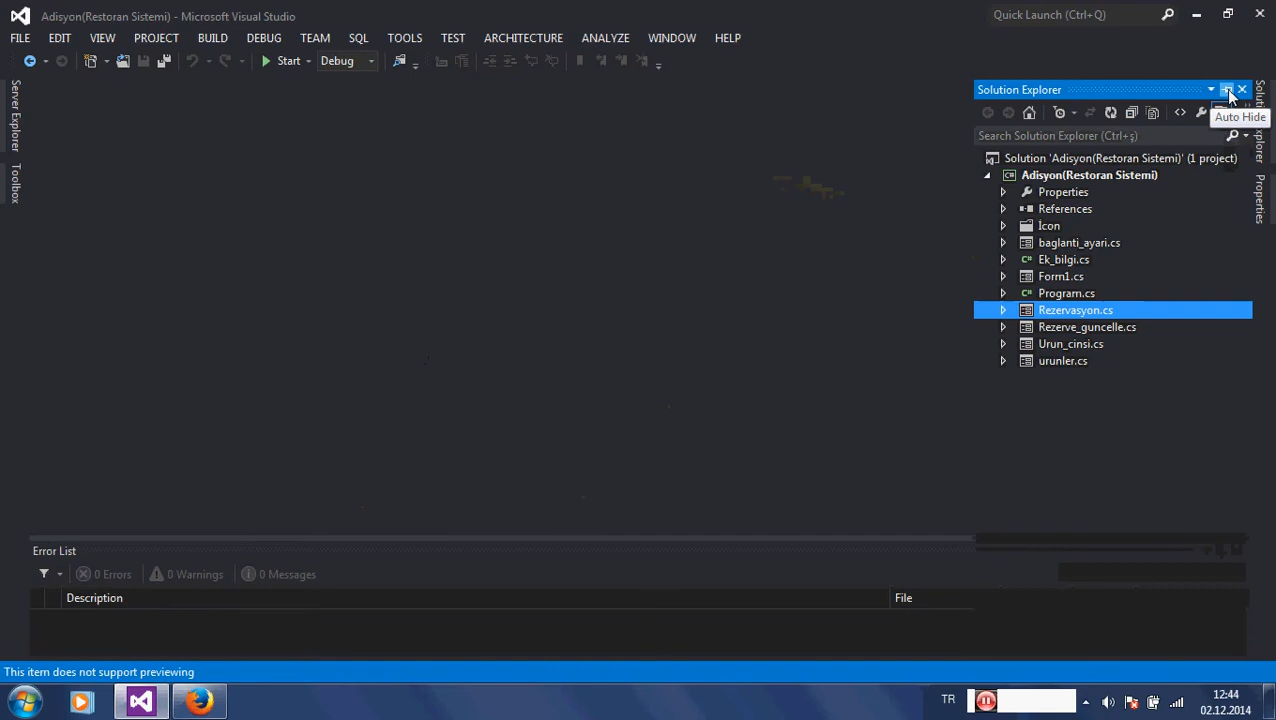 Adisyon(Restoran Sistemi) - Microsoft Visual Studio
Quick Launch (Ctrl+Q)
FILE EDIT VIEW PROJECT BUILD DEBUG TEAM SQL TOOLS TEST ARCHITECTURE ANALYZE WINDOW HELP
Start Debug
Server Explorer
Toolbox
Solution Explorer
Auto Hide
Search Solution Explorer (Ctrl+ş)
Solution 'Adisyon(Restoran Sistemi)' (1 project)
Adisyon(Restoran Sistemi)
Properties
References
İcon
baglanti_ayari.cs
Ek_bilgi.cs
Form1.cs
Program.cs
Rezervasyon.cs
Rezerve_guncelle.cs
Urun_cinsi.cs
urunler.cs
Properties
Error List
0 Errors 0 Warnings 0 Messages
Description File
This item does not support previewing
TR
12:44
02.12.2014